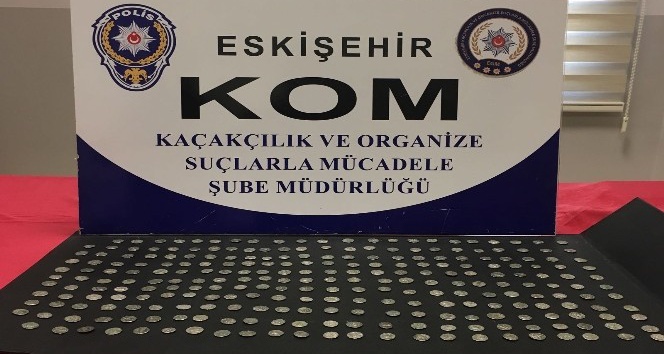 POLİS
ESKİŞEHİR
KOM
KAÇAKÇILIK VE ORGANİZE
SUÇLARLA MÜCADELE
ŞUBE MÜDÜRLÜĞÜ